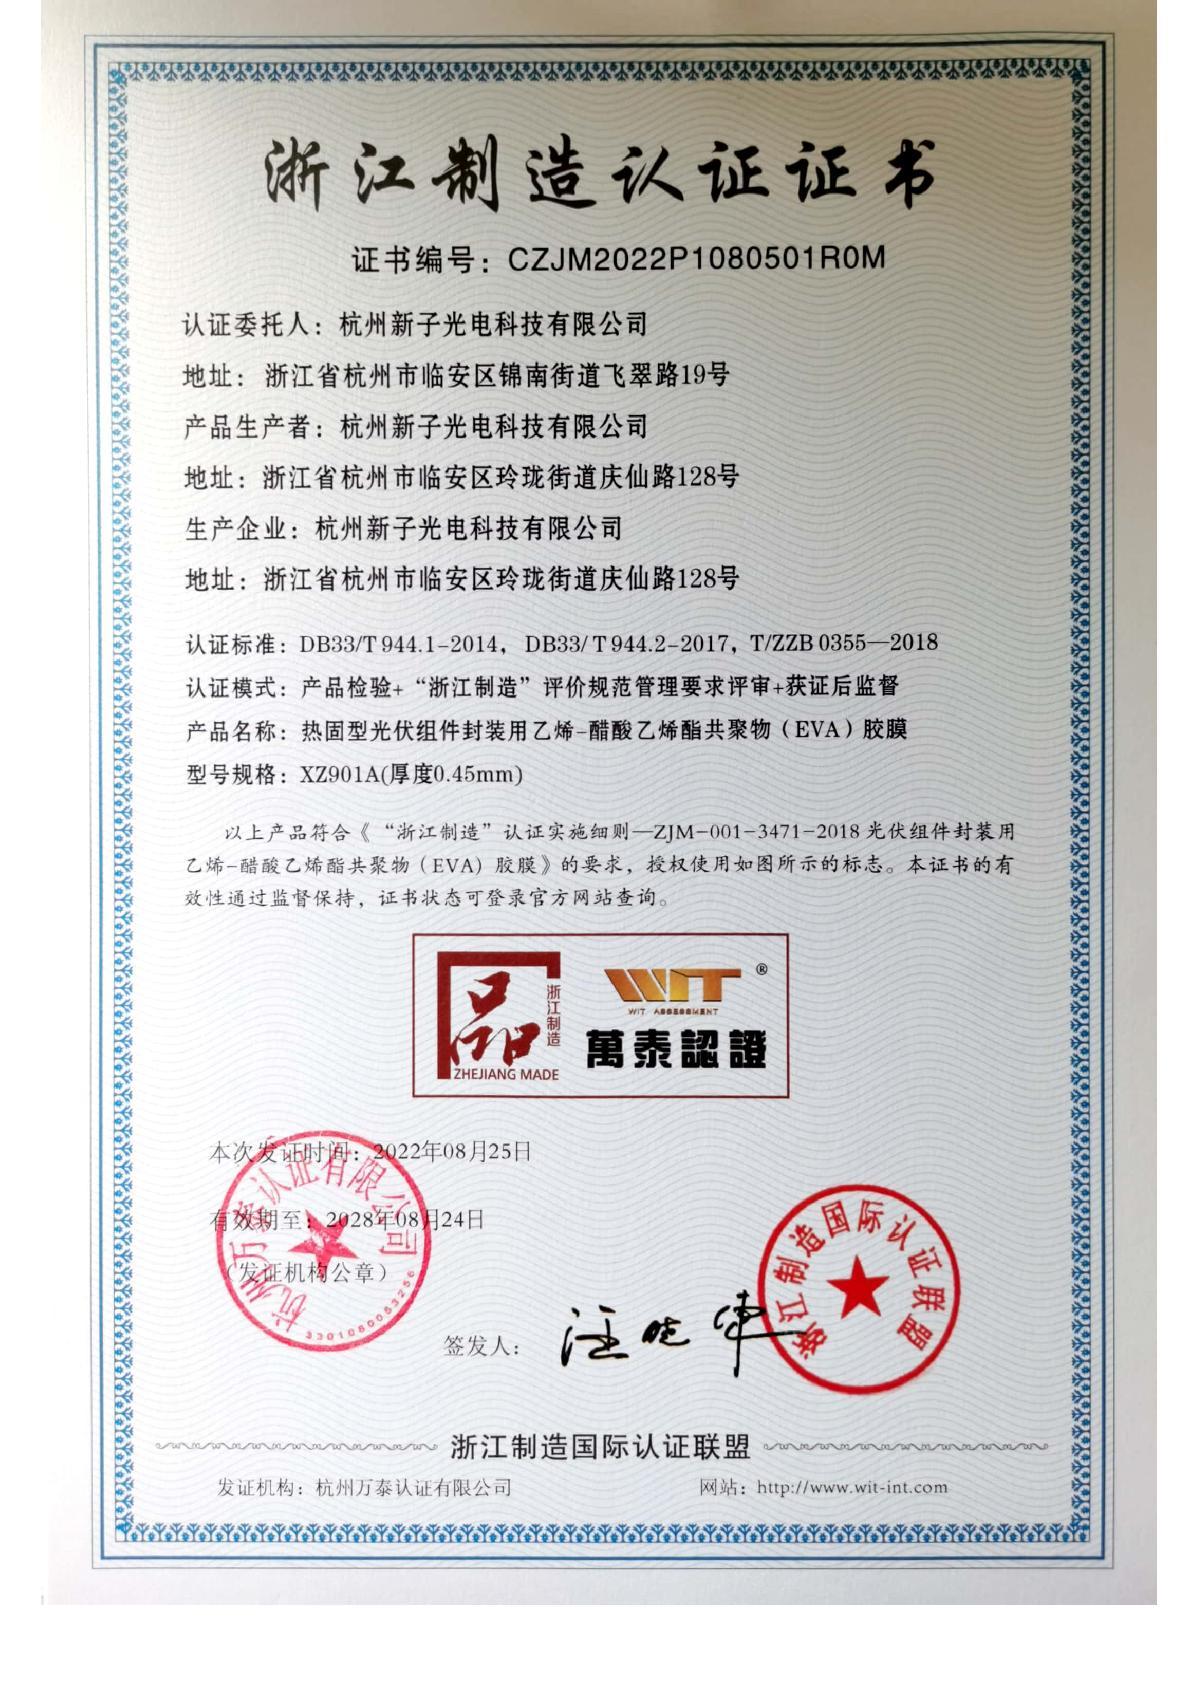 浙江制造认证证书
证书编号：CZJM2022P1080501R0M
认证委托人：杭州新子光电科技有限公司
地址：浙江省杭州市临安区锦南街道飞翠路19号
产品生产者：杭州新子光电科技有限公司
地址：浙江省杭州市临安区玲珑街道庆仙路128号
生产企业：杭州新子光电科技有限公司
地址：浙江省杭州市临安区玲珑街道庆仙路128号
认证标准：DB33/T 944.1-2014，DB33/T 944.2-2017，T/ZZB 0355—2018
认证模式：产品检验+“浙江制造”评价规范管理要求评审+获证后监督
产品名称：热固型光伏组件封装用乙烯-醋酸乙烯酯共聚物（EVA）胶膜
型号规格：XZ901A(厚度0.45mm)
以上产品符合《“浙江制造”认证实施细则—ZJM-001-3471-2018 光伏组件封装用
乙烯-醋酸乙烯酯共聚物（EVA）胶膜》的要求，授权使用如图所示的标志。本证书的有
效性通过监督保持，证书状态可登录官方网站查询。
品
浙江制造
ZHEJIANG MADE
WIT ®
WIT ASSESSMENT
萬泰認證
本次发证时间：2022年08月25日
有效期至：2028年08月24日
（发证机构公章）
杭州万泰认证有限公司
签发人：汪晓军
浙江制造国际认证联盟
浙江制造国际认证联盟
发证机构：杭州万泰认证有限公司
网站：http://www.wit-int.com